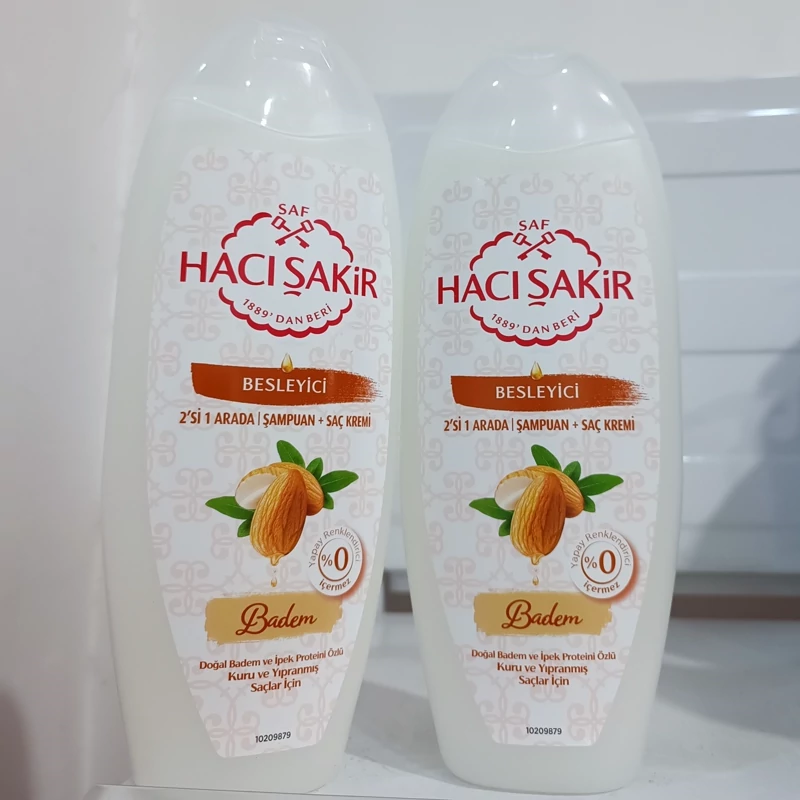 SAF
HACI ŞAKİR
1889'DAN BERİ
BESLEYİCİ
2'Sİ 1 ARADA | ŞAMPUAN + SAÇ KREMİ
Yapay Renklendirici
%0
içermez
Badem
Doğal Badem ve İpek Proteini Özlü
Kuru ve Yıpranmış
Saçlar İçin
10209879
SAF
HACI ŞAKİR
1889'DAN BERİ
BESLEYİCİ
2'Sİ 1 ARADA | ŞAMPUAN + SAÇ KREMİ
Yapay Renklendirici
%0
içermez
Badem
Doğal Badem ve İpek Proteini Özlü
Kuru ve Yıpranmış
Saçlar İçin
10209879